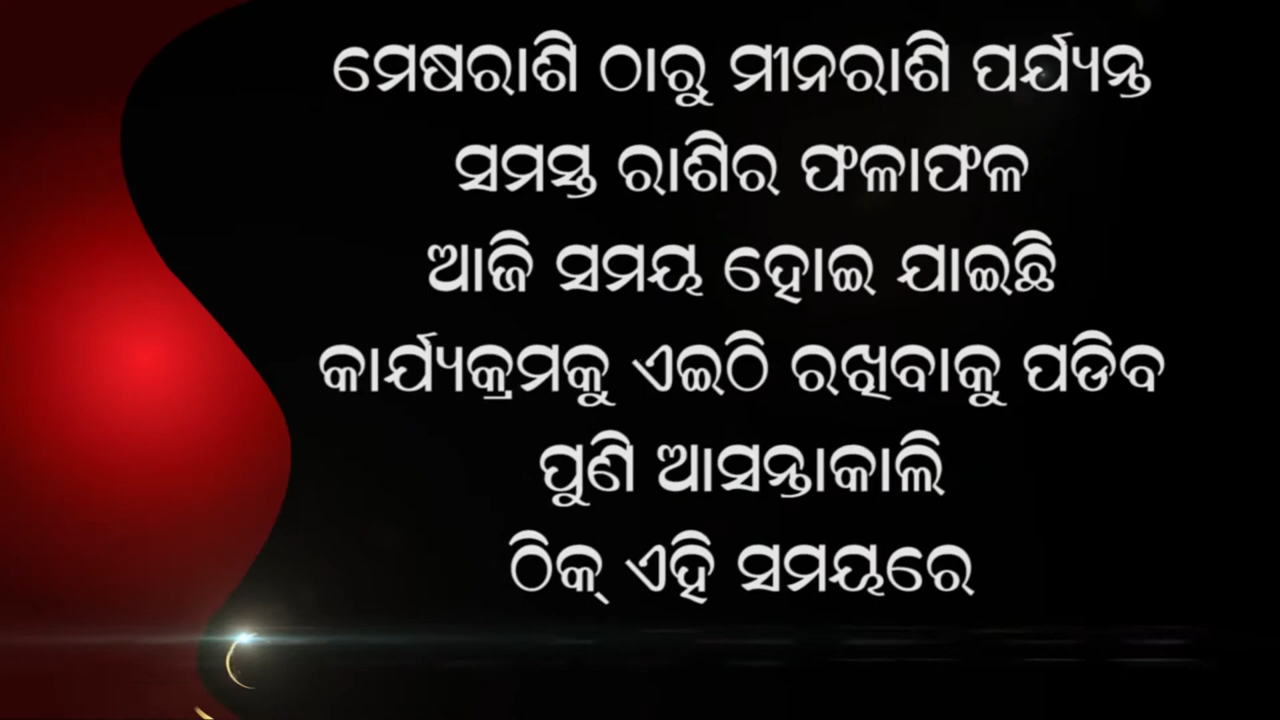 ମେଷରାଶି ଠାରୁ ମୀନରାଶି ପର୍ଯ୍ୟନ୍ତ
ସମସ୍ତ ରାଶିର ଫଳାଫଳ
ଆଜି ସମୟ ହୋଇ ଯାଇଛି
କାର୍ଯ୍ୟକ୍ରମକୁ ଏଇଠି ରଖିବାକୁ ପଡିବ
ପୁଣି ଆସନ୍ତାକାଲି
ଠିକ୍ ଏହି ସମୟରେ